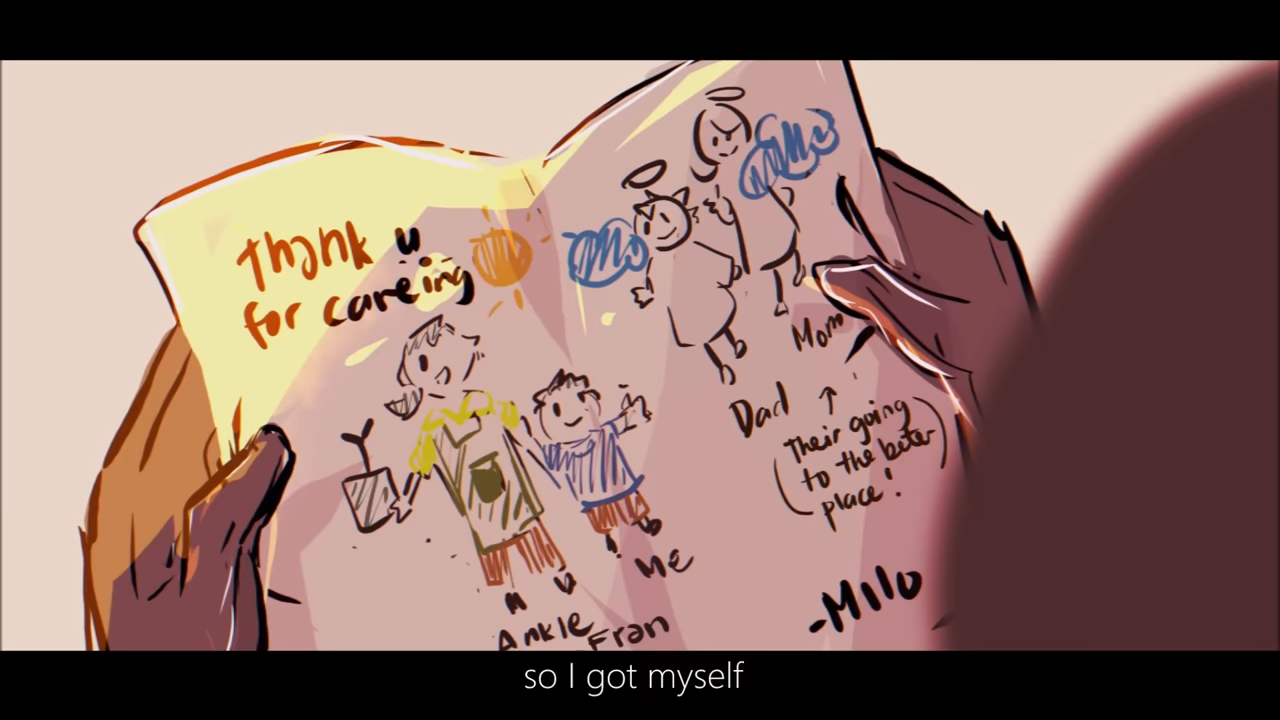 thank u
for careing
Mom
Dad
(Their going
to the beter
place!)
Me
Ankle Fran
-Milo
so I got myself